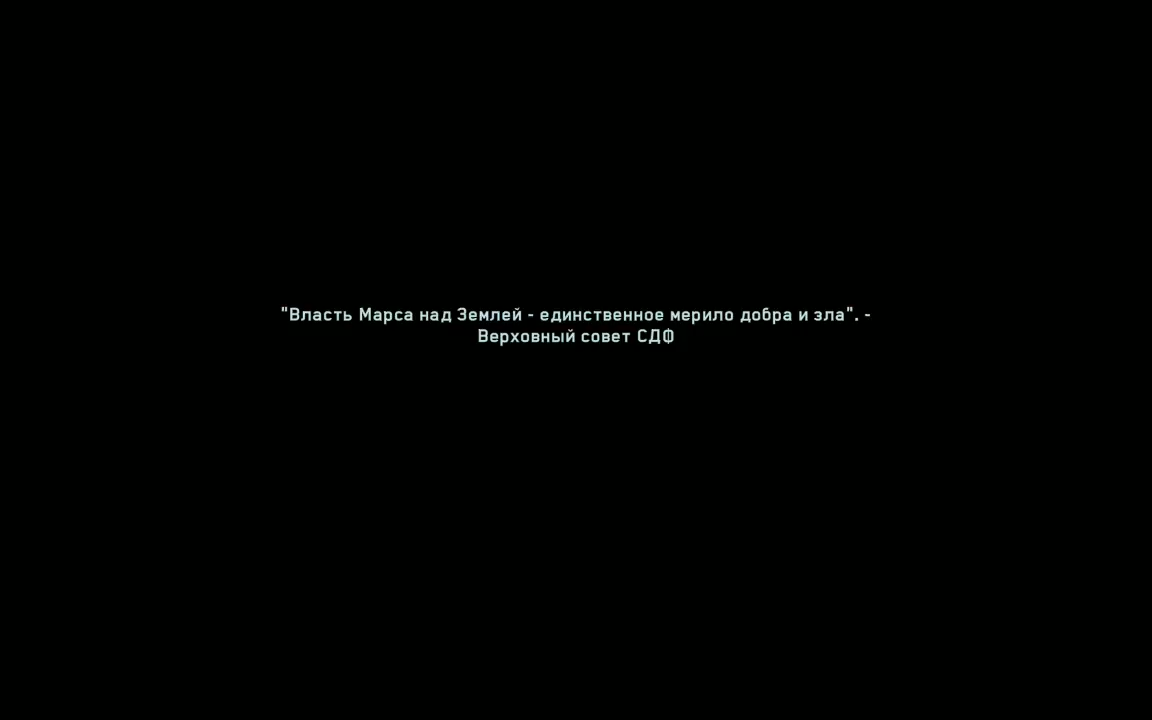 "Власть Марса над Землей - единственное мерило добра и зла". -
Верховный совет СДФ